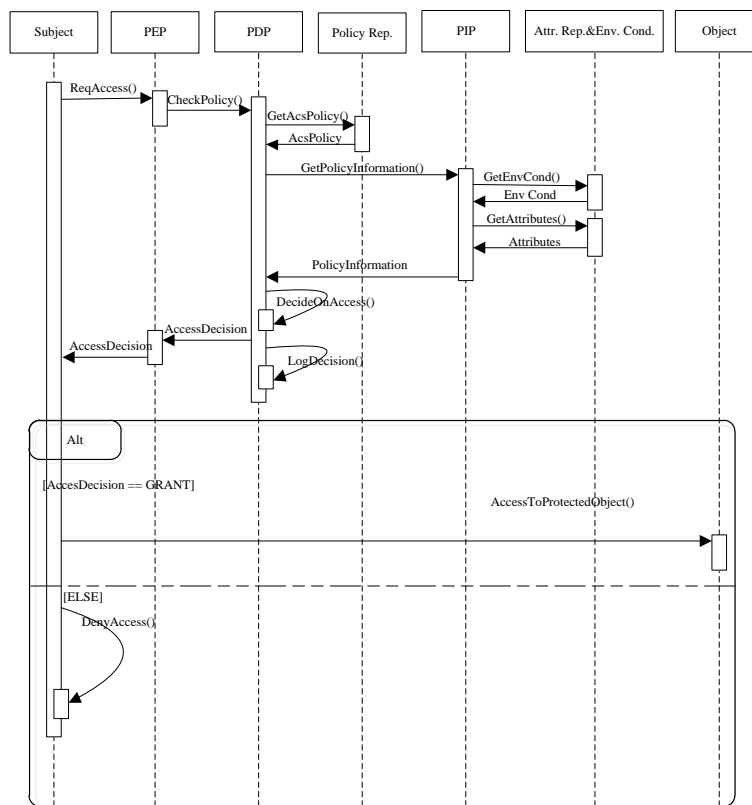 Subject
PEP
PDP
Policy Rep.
PIP
Attr. Rep.&Env. Cond.
Object
ReqAccess()
CheckPolicy()
GetAcsPolicy()
AcsPolicy
GetPolicyInformation()
GetEnvCond()
Env Cond
GetAttributes()
Attributes
PolicyInformation
DecideOnAccess()
AccessDecision
AccessDecision
LogDecision()
Alt
[AccesDecision == GRANT]
AccessToProtectedObject()
[ELSE]
DenyAccess()